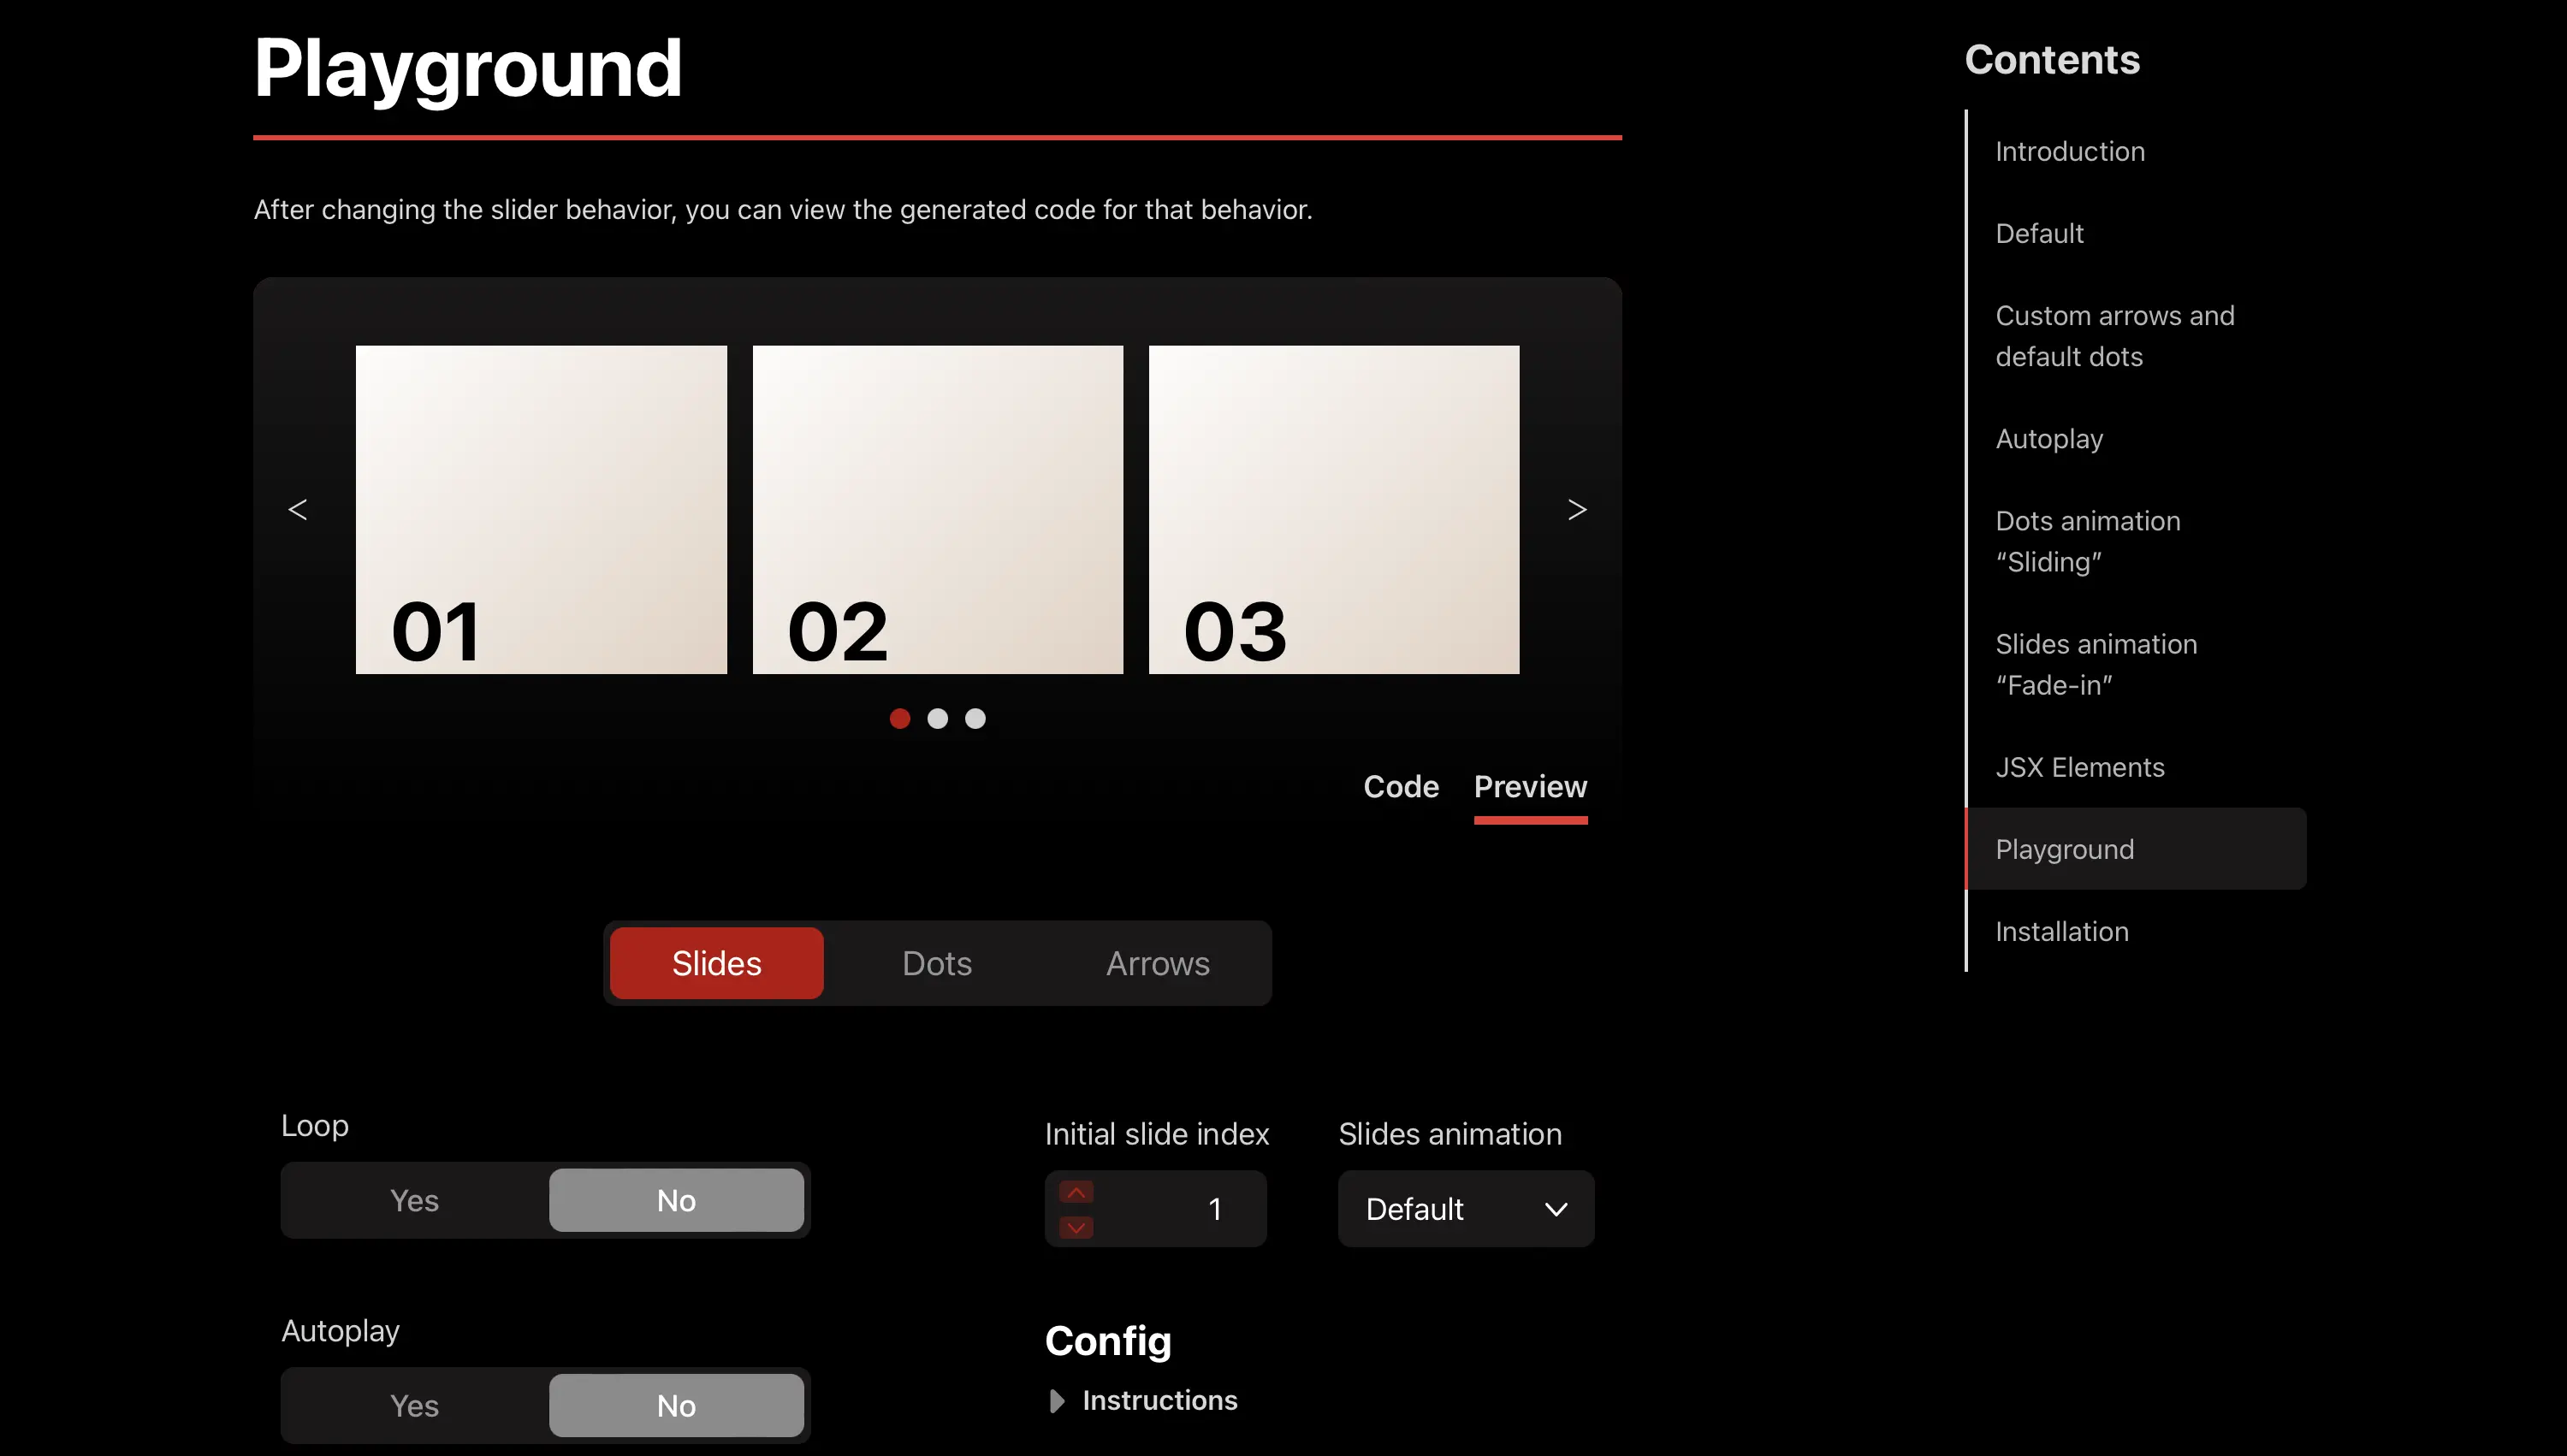 Playground
After changing the slider behavior, you can view the generated code for that behavior.
<
01
02
03
>
Code
Preview
Slides
Dots
Arrows
Loop
Yes
No
Initial slide index
1
Slides animation
Default
Autoplay
Yes
No
Config
Instructions
Contents
Introduction
Default
Custom arrows and
default dots
Autoplay
Dots animation
“Sliding”
Slides animation
“Fade-in”
JSX Elements
Playground
Installation